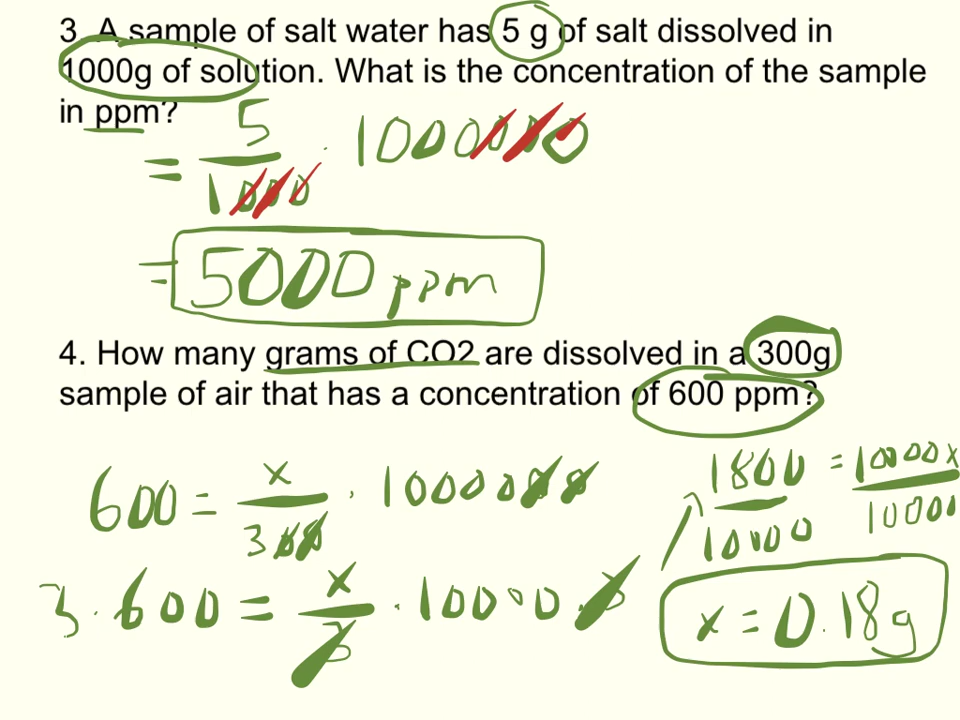 3. A sample of salt water has 5 g of salt dissolved in
1000g of solution. What is the concentration of the sample
in ppm?
= 5/1000 · 1000000
= 5000 ppm
4. How many grams of CO2 are dissolved in a 300g
sample of air that has a concentration of 600 ppm?
600 = x/300 · 1000000
3 · 600 = x/3 · 10000 · 3
1800/10000 = 10000x/10000
x = 0.18g